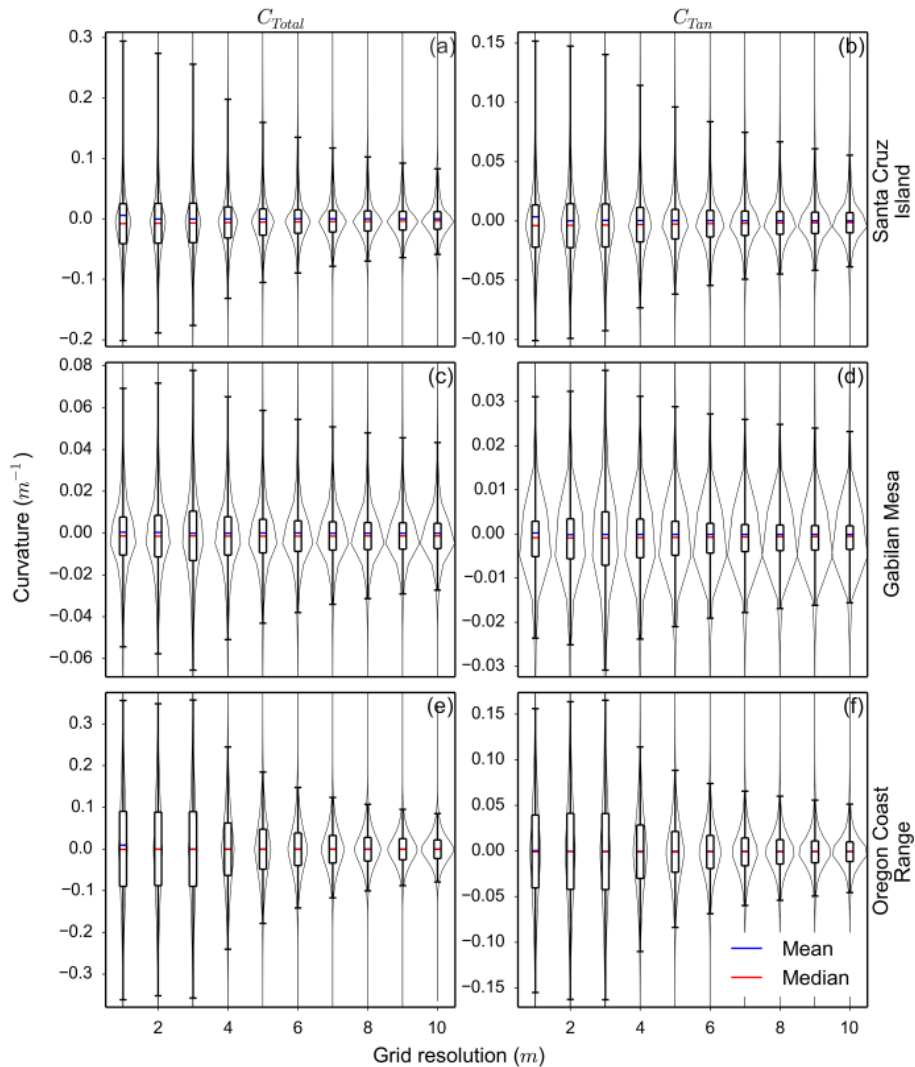 C_Total
C_Tan
(a)
0.3
0.2
0.1
0.0
−0.1
−0.2
(b)
0.15
0.10
0.05
0.00
−0.05
−0.10
Santa Cruz
Island
(c)
0.08
0.06
0.04
0.02
0.00
−0.02
−0.04
−0.06
(d)
0.03
0.02
0.01
0.00
−0.01
−0.02
−0.03
Gabilan Mesa
Curvature (m⁻¹)
(e)
0.3
0.2
0.1
0.0
−0.1
−0.2
−0.3
(f)
0.15
0.10
0.05
0.00
−0.05
−0.10
−0.15
Oregon Coast
Range
Mean
Median
2 4 6 8 10
2 4 6 8 10
Grid resolution (m)